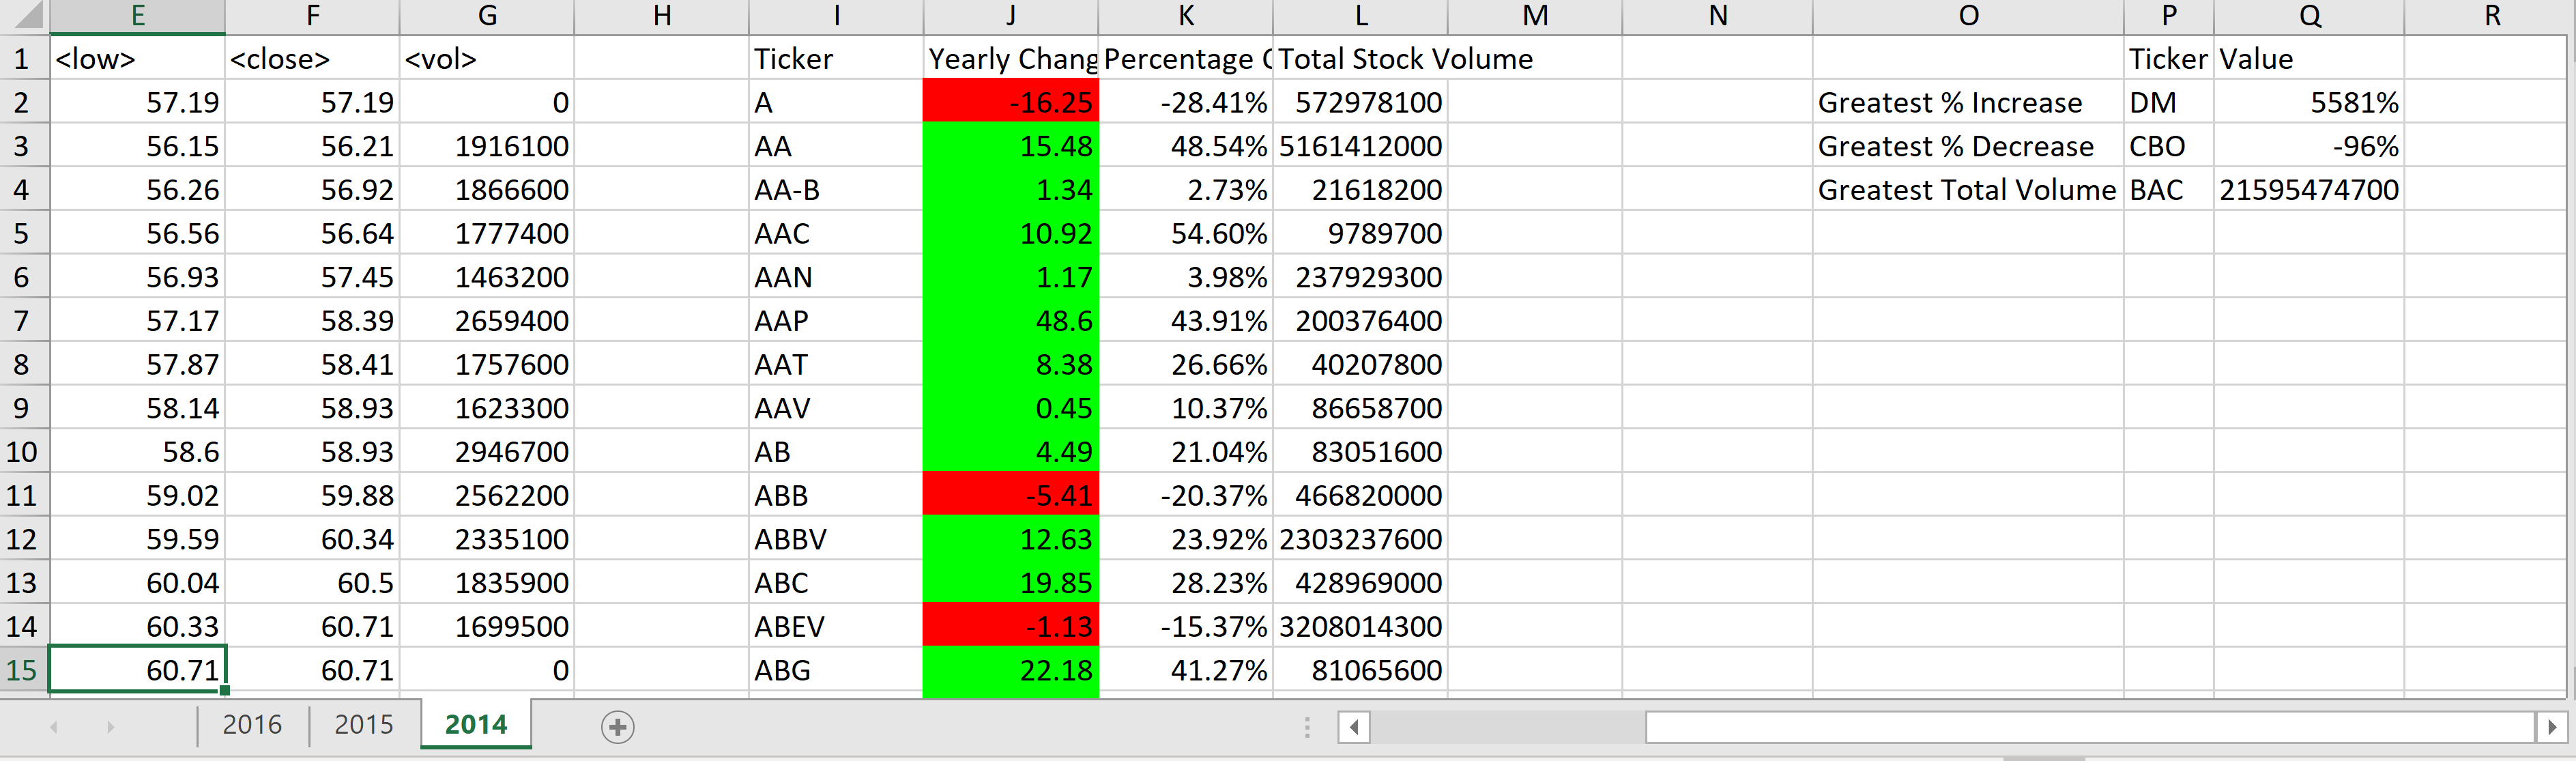 E F G H I J K L M N O P Q R
1 <low> <close> <vol> Ticker Yearly Chang Percentage C Total Stock Volume Ticker Value
2 57.19 57.19 0 A -16.25 -28.41% 572978100 Greatest % Increase DM 5581%
3 56.15 56.21 1916100 AA 15.48 48.54% 5161412000 Greatest % Decrease CBO -96%
4 56.26 56.92 1866600 AA-B 1.34 2.73% 21618200 Greatest Total Volume BAC 21595474700
5 56.56 56.64 1777400 AAC 10.92 54.60% 9789700
6 56.93 57.45 1463200 AAN 1.17 3.98% 237929300
7 57.17 58.39 2659400 AAP 48.6 43.91% 200376400
8 57.87 58.41 1757600 AAT 8.38 26.66% 40207800
9 58.14 58.93 1623300 AAV 0.45 10.37% 86658700
10 58.6 58.93 2946700 AB 4.49 21.04% 83051600
11 59.02 59.88 2562200 ABB -5.41 -20.37% 466820000
12 59.59 60.34 2335100 ABBV 12.63 23.92% 2303237600
13 60.04 60.5 1835900 ABC 19.85 28.23% 428969000
14 60.33 60.71 1699500 ABEV -1.13 -15.37% 3208014300
15 60.71 60.71 0 ABG 22.18 41.27% 81065600
2016 2015 2014